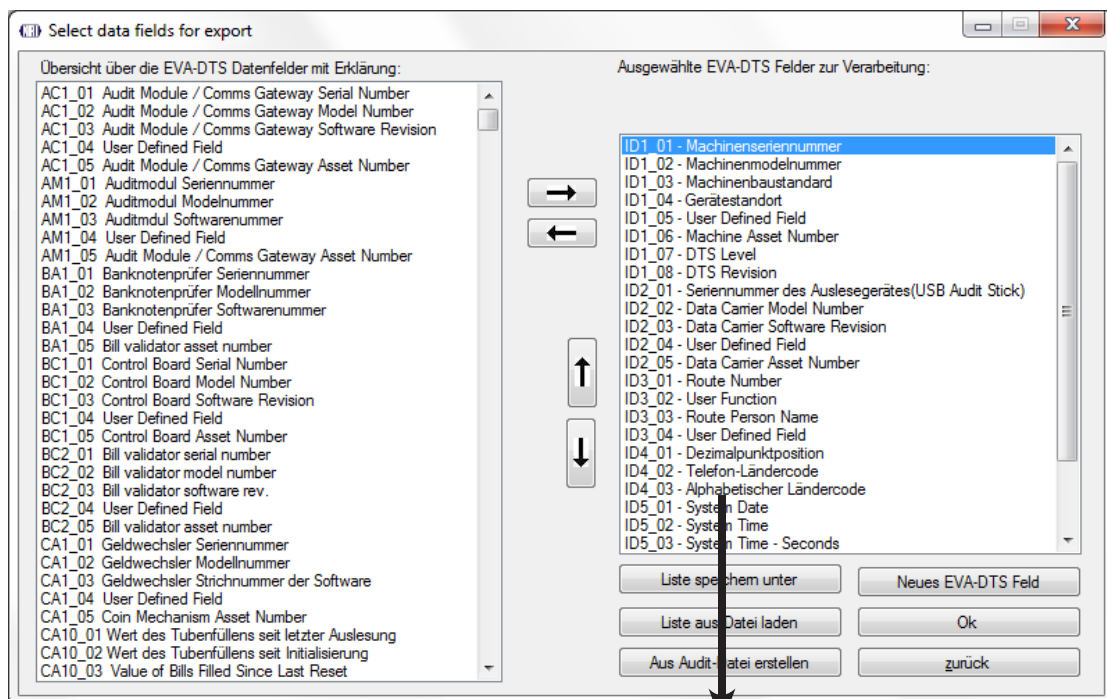 Select data fields for export
Übersicht über die EVA-DTS Datenfelder mit Erklärung:
AC1_01 Audit Module / Comms Gateway Serial Number
AC1_02 Audit Module / Comms Gateway Model Number
AC1_03 Audit Module / Comms Gateway Software Revision
AC1_04 User Defined Field
AC1_05 Audit Module / Comms Gateway Asset Number
AM1_01 Auditmodul Seriennummer
AM1_02 Auditmodul Modelnummer
AM1_03 Auditmdul Softwarenummer
AM1_04 User Defined Field
AM1_05 Audit Module / Comms Gateway Asset Number
BA1_01 Banknotenprüfer Seriennummer
BA1_02 Banknotenprüfer Modellnummer
BA1_03 Banknotenprüfer Softwarenummer
BA1_04 User Defined Field
BA1_05 Bill validator asset number
BC1_01 Control Board Serial Number
BC1_02 Control Board Model Number
BC1_03 Control Board Software Revision
BC1_04 User Defined Field
BC1_05 Control Board Asset Number
BC2_01 Bill validator serial number
BC2_02 Bill validator model number
BC2_03 Bill validator software rev.
BC2_04 User Defined Field
BC2_05 Bill validator asset number
CA1_01 Geldwechsler Seriennummer
CA1_02 Geldwechsler Modellnummer
CA1_03 Geldwechsler Strichnummer der Software
CA1_04 User Defined Field
CA1_05 Coin Mechanism Asset Number
CA10_01 Wert des Tubenfüllens seit letzter Auslesung
CA10_02 Wert des Tubenfüllens seit Initialisierung
CA10_03 Value of Bills Filled Since Last Reset
Ausgewählte EVA-DTS Felder zur Verarbeitung:
ID1_01 - Machinenseriennummer
ID1_02 - Machinenmodelnummer
ID1_03 - Machinenbaustandard
ID1_04 - Gerätestandort
ID1_05 - User Defined Field
ID1_06 - Machine Asset Number
ID1_07 - DTS Level
ID1_08 - DTS Revision
ID2_01 - Seriennummer des Auslesegerätes(USB Audit Stick)
ID2_02 - Data Carrier Model Number
ID2_03 - Data Carrier Software Revision
ID2_04 - User Defined Field
ID2_05 - Data Carrier Asset Number
ID3_01 - Route Number
ID3_02 - User Function
ID3_03 - Route Person Name
ID3_04 - User Defined Field
ID4_01 - Dezimalpunktposition
ID4_02 - Telefon-Ländercode
ID4_03 - Alphabetischer Ländercode
ID5_01 - System Date
ID5_02 - System Time
ID5_03 - System Time - Seconds
Liste speichern unter
Neues EVA-DTS Feld
Liste aus Datei laden
Ok
Aus Audit-Datei erstellen
zurück